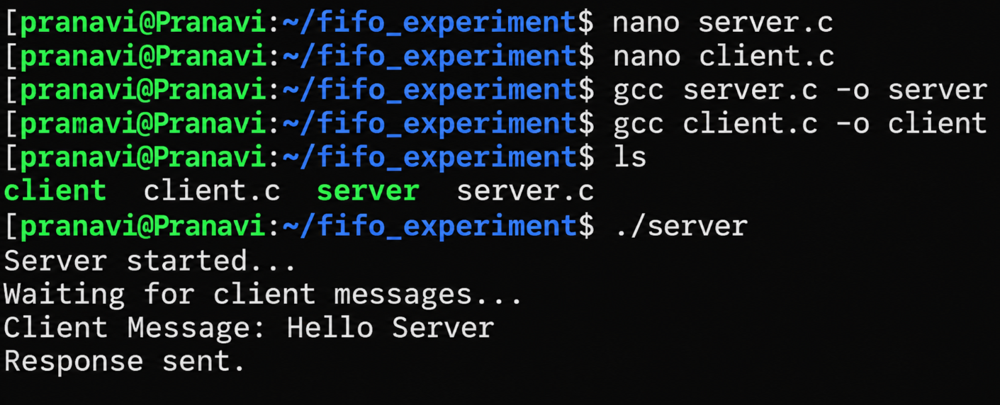 [pranavi@Pranavi:~/fifo_experiment$ nano server.c
[pranavi@Pranavi:~/fifo_experiment$ nano client.c
[pranavi@Pranavi:~/fifo_experiment$ gcc server.c -o server
[pramavi@Pranavi:~/fifo_experiment$ gcc client.c -o client
[pranavi@Pranavi:~/fifo_experiment$ ls
client  client.c  server  server.c
[pranavi@Pranavi:~/fifo_experiment$ ./server
Server started...
Waiting for client messages...
Client Message: Hello Server
Response sent.